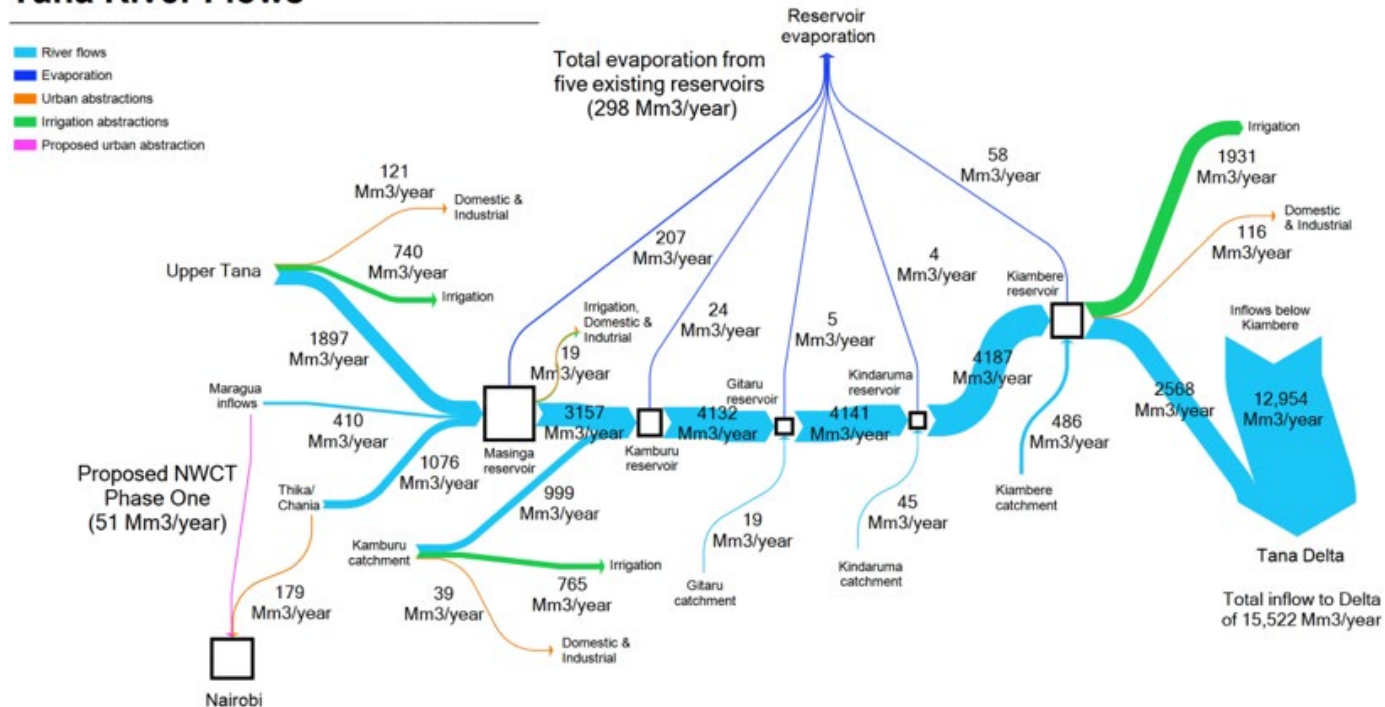 Tana River Flows
River flows
Evaporation
Urban abstractions
Irrigation abstractions
Proposed urban abstraction
Reservoir
evaporation
Total evaporation from
five existing reservoirs
(298 Mm3/year)
121
Mm3/year
Domestic &
Industrial
740
Mm3/year
Upper Tana
Irrigation
1897
Mm3/year
Maragua
inflows
410
Mm3/year
Proposed NWCT
Phase One
(51 Mm3/year)
Thika/
Chania
1076
Mm3/year
179
Mm3/year
Nairobi
207
Mm3/year
Irrigation,
Domestic &
Indutrial
19
Mm3/year
Masinga
reservoir
3157
Mm3/year
Kamburu
catchment
999
Mm3/year
Irrigation
765
Mm3/year
39
Mm3/year
Domestic &
Industrial
24
Mm3/year
Kamburu
reservoir
4132
Mm3/year
5
Mm3/year
Gitaru
reservoir
19
Mm3/year
Gitaru
catchment
4141
Mm3/year
4
Mm3/year
Kindaruma
reservoir
45
Mm3/year
Kindaruma
catchment
4187
Mm3/year
58
Mm3/year
Kiambere
reservoir
486
Mm3/year
Kiambere
catchment
Irrigation
1931
Mm3/year
Domestic
& Industrial
116
Mm3/year
2568
Mm3/year
Inflows below
Kiambere
12,954
Mm3/year
Tana Delta
Total inflow to Delta
of 15,522 Mm3/year